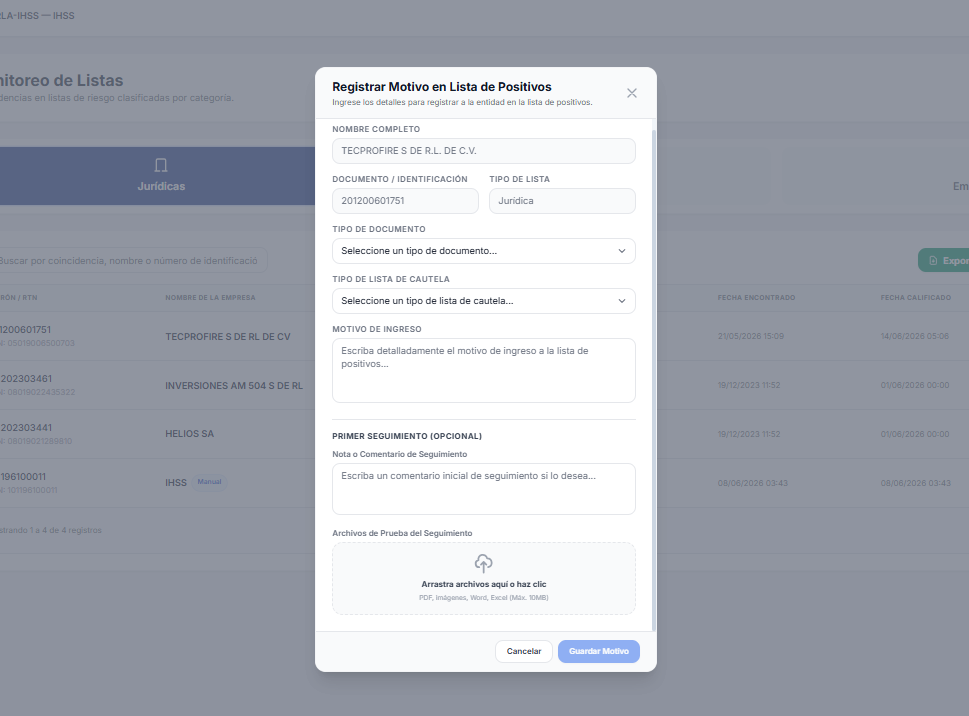 RLA-IHSS — IHSS
nitoreo de Listas
dencias en listas de riesgo clasificadas por categoría.
Jurídicas
Em
Buscar por coincidencia, nombre o número de identificació
Expor
RÓN / RTN
NOMBRE DE LA EMPRESA
FECHA ENCONTRADO
FECHA CALIFICADO
1200601751
TECPROFIRE S DE RL DE CV
21/05/2026 15:09
14/06/2026 05:06
202303461
INVERSIONES AM 504 S DE RL
19/12/2023 11:52
01/06/2026 00:00
202303441
HELIOS SA
19/12/2023 11:52
01/06/2026 00:00
196100011
IHSS
Manual
08/06/2026 03:43
08/06/2026 03:43
strando 1 a 4 de 4 registros
Registrar Motivo en Lista de Positivos
Ingrese los detalles para registrar a la entidad en la lista de positivos.
NOMBRE COMPLETO
TECPROFIRE S DE R.L. DE C.V.
DOCUMENTO / IDENTIFICACIÓN
TIPO DE LISTA
201200601751
Jurídica
TIPO DE DOCUMENTO
Seleccione un tipo de documento...
TIPO DE LISTA DE CAUTELA
Seleccione un tipo de lista de cautela...
MOTIVO DE INGRESO
Escriba detalladamente el motivo de ingreso a la lista de
positivos...
PRIMER SEGUIMIENTO (OPCIONAL)
Nota o Comentario de Seguimiento
Escriba un comentario inicial de seguimiento si lo desea...
Archivos de Prueba del Seguimiento
Arrastra archivos aquí o haz clic
PDF, Imágenes, Word, Excel (Máx. 10MB)
Cancelar
Guardar Motivo